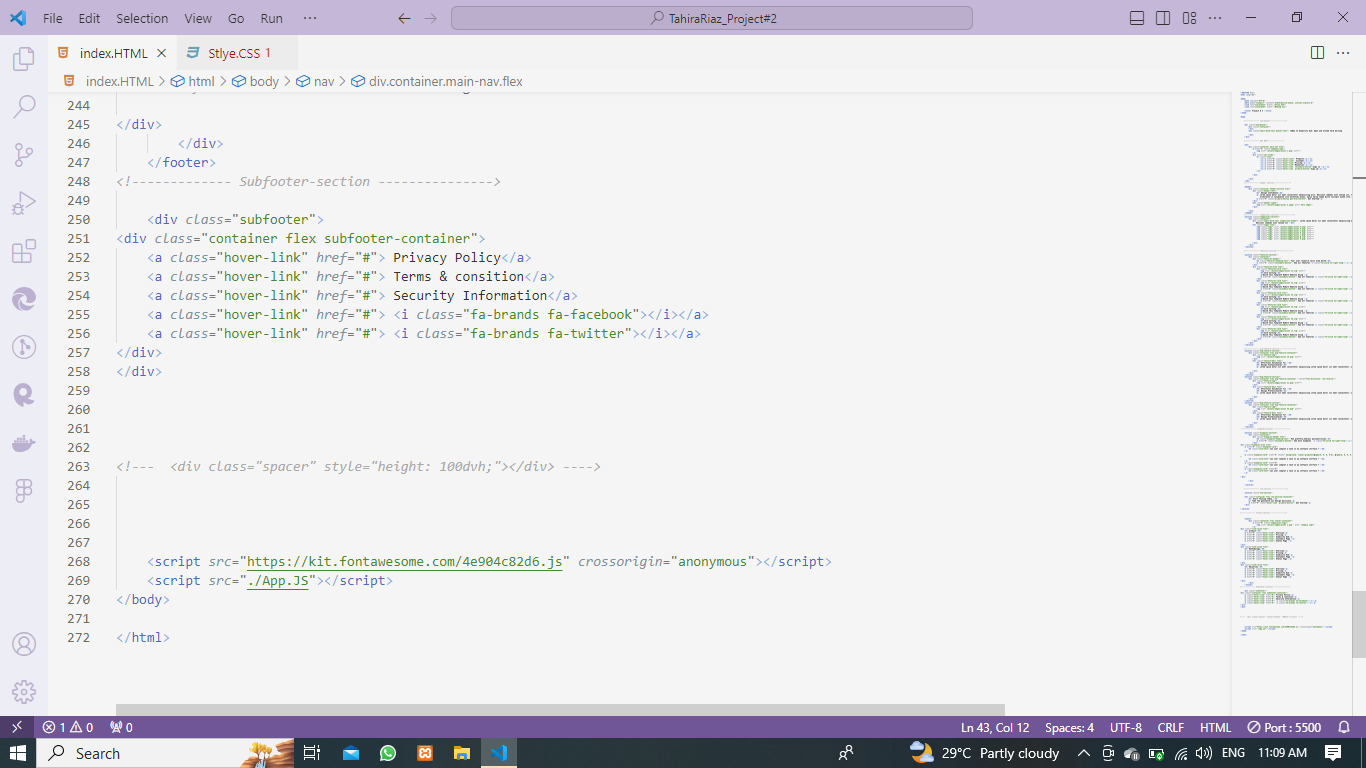 File Edit Selection View Go Run ··· TahiraRiaz_Project#2
index.HTML Stlye.CSS 1
index.HTML > html > body > nav > div.container.main-nav.flex
244
245 </div>
246 </div>
247 </footer>
248 <!------------- Subfooter-section --------------->
249
250 <div class="subfooter">
251 <div class="container flex subfooter-container">
252 <a class="hover-link" href="#"> Privacy Policy</a>
253 <a class="hover-link" href="#"> Terms & consition</a>
254 <a class="hover-link" href="#"> Security Information</a>
255 <a class="hover-link" href="#"> <i class="fa-brands fa-facebook"></i></a>
256 <a class="hover-link" href="#"> <i class="fa-brands fa-twitter"></i></a>
257 </div>
258 </div>
259
260
261
262
263 <!--- <div class="spacer" style="height: 100dvh;"></div> ---->
264
265
266
267
268 <script src="https://kit.fontawesome.com/4e904c82d6.js" crossorigin="anonymous"></script>
269 <script src="./App.JS"></script>
270 </body>
271
272 </html>
1 0 0 Ln 43, Col 12 Spaces: 4 UTF-8 CRLF HTML Port : 5500
Search 29°C Partly cloudy ENG 11:09 AM